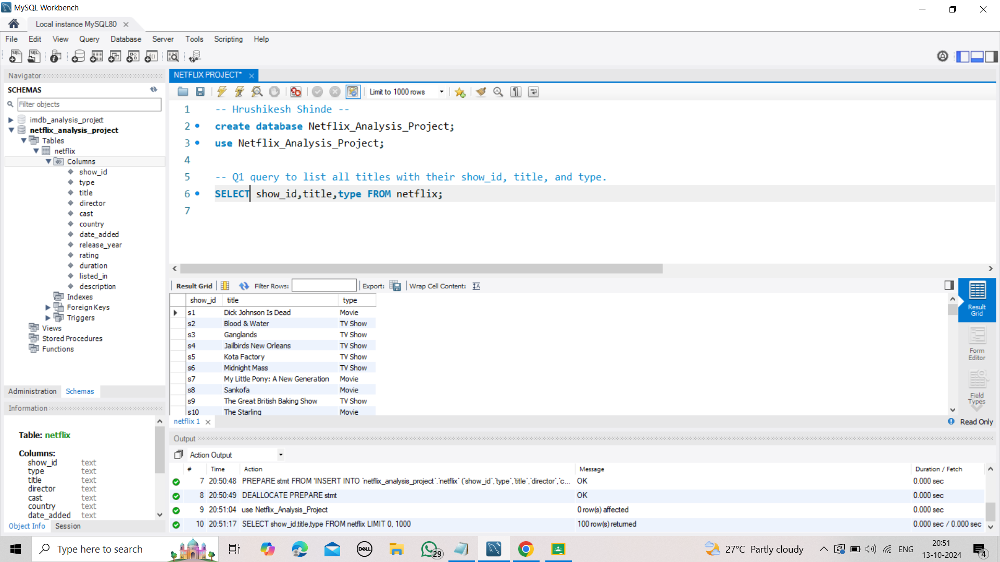 MySQL Workbench
Local instance MySQL80
File Edit View Query Database Server Tools Scripting Help
Navigator
SCHEMAS
Filter objects
imdb_analysis_project
netflix_analysis_project
Tables
netflix
Columns
show_id
type
title
director
cast
country
date_added
release_year
rating
duration
listed_in
description
Indexes
Foreign Keys
Triggers
Views
Stored Procedures
Functions
Administration Schemas
Information
Table: netflix
Columns:
show_id text
type text
title text
director text
cast text
country text
date_added text
Object Info Session
NETFLIX PROJECT*
Limit to 1000 rows
1 -- Hrushikesh Shinde --
2 create database Netflix_Analysis_Project;
3 use Netflix_Analysis_Project;
4
5 -- Q1 query to list all titles with their show_id, title, and type.
6 SELECT show_id,title,type FROM netflix;
7
Result Grid Filter Rows: Export: Wrap Cell Content:
show_id title type
s1 Dick Johnson Is Dead Movie
s2 Blood & Water TV Show
s3 Ganglands TV Show
s4 Jailbirds New Orleans TV Show
s5 Kota Factory TV Show
s6 Midnight Mass TV Show
s7 My Little Pony: A New Generation Movie
s8 Sankofa Movie
s9 The Great British Baking Show TV Show
s10 The Starling Movie
Result
Grid
Form
Editor
Field
Types
netflix 1
Read Only
Output
Action Output
# Time Action Message Duration / Fetch
7 20:50:48 PREPARE stmt FROM 'INSERT INTO `netflix_analysis_project`.`netflix` (`show_id`,`type`,`title`,`director`,`c... OK 0.000 sec
8 20:50:49 DEALLOCATE PREPARE stmt OK 0.000 sec
9 20:51:04 use Netflix_Analysis_Project 0 row(s) affected 0.000 sec
10 20:51:17 SELECT show_id,title,type FROM netflix LIMIT 0, 1000 100 row(s) returned 0.000 sec / 0.000 sec
Type here to search
DELL
29
27°C Partly cloudy
ENG
20:51
13-10-2024
4